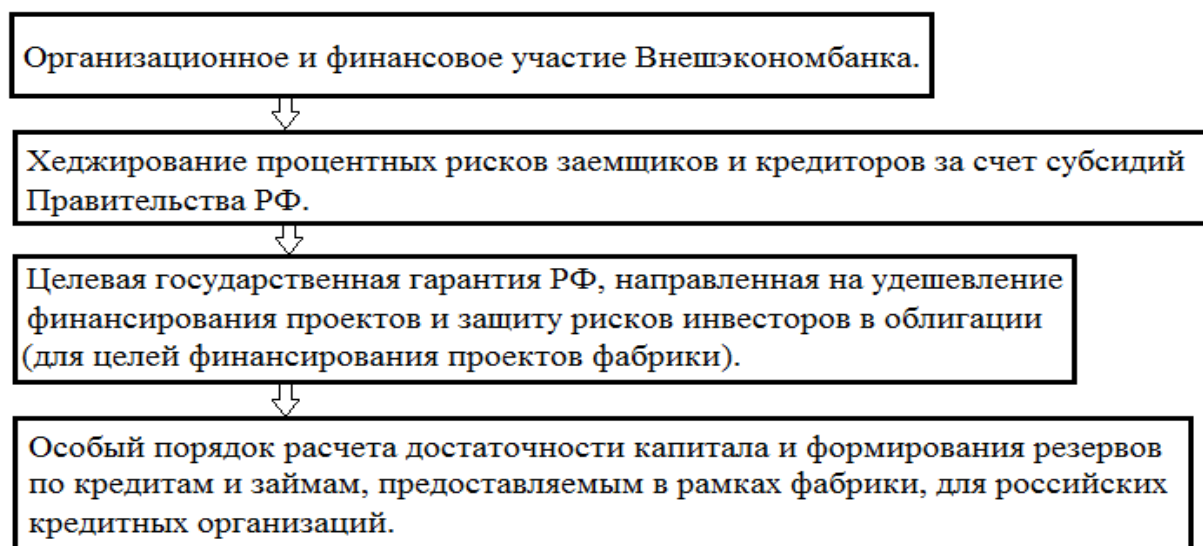 Организационное и финансовое участие Внешэкономбанка.
Хеджирование процентных рисков заемщиков и кредиторов за счет субсидий
Правительства РФ.
Целевая государственная гарантия РФ, направленная на удешевление
финансирования проектов и защиту рисков инвесторов в облигации
(для целей финансирования проектов фабрики).
Особый порядок расчета достаточности капитала и формирования резервов
по кредитам и займам, предоставляемым в рамках фабрики, для российских
кредитных организаций.